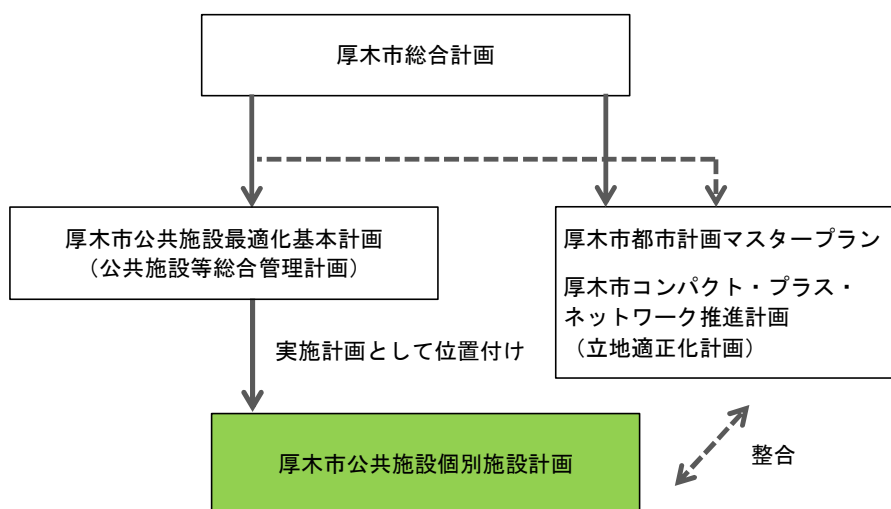 厚木市総合計画
厚木市公共施設最適化基本計画
（公共施設等総合管理計画）
厚木市都市計画マスタープラン
厚木市コンパクト・プラス・
ネットワーク推進計画
（立地適正化計画）
実施計画として位置付け
厚木市公共施設個別施設計画
整合